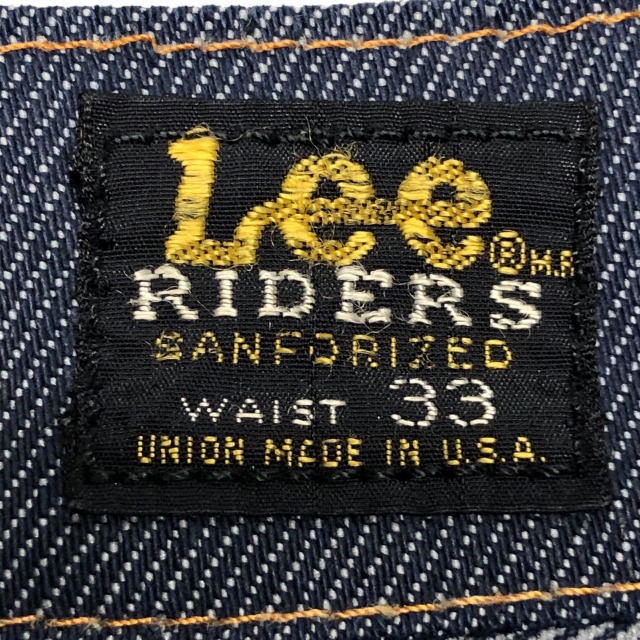 Lee ® M.R.
RIDERS
SANFORIZED
WAIST 33
UNION MADE IN U.S.A.